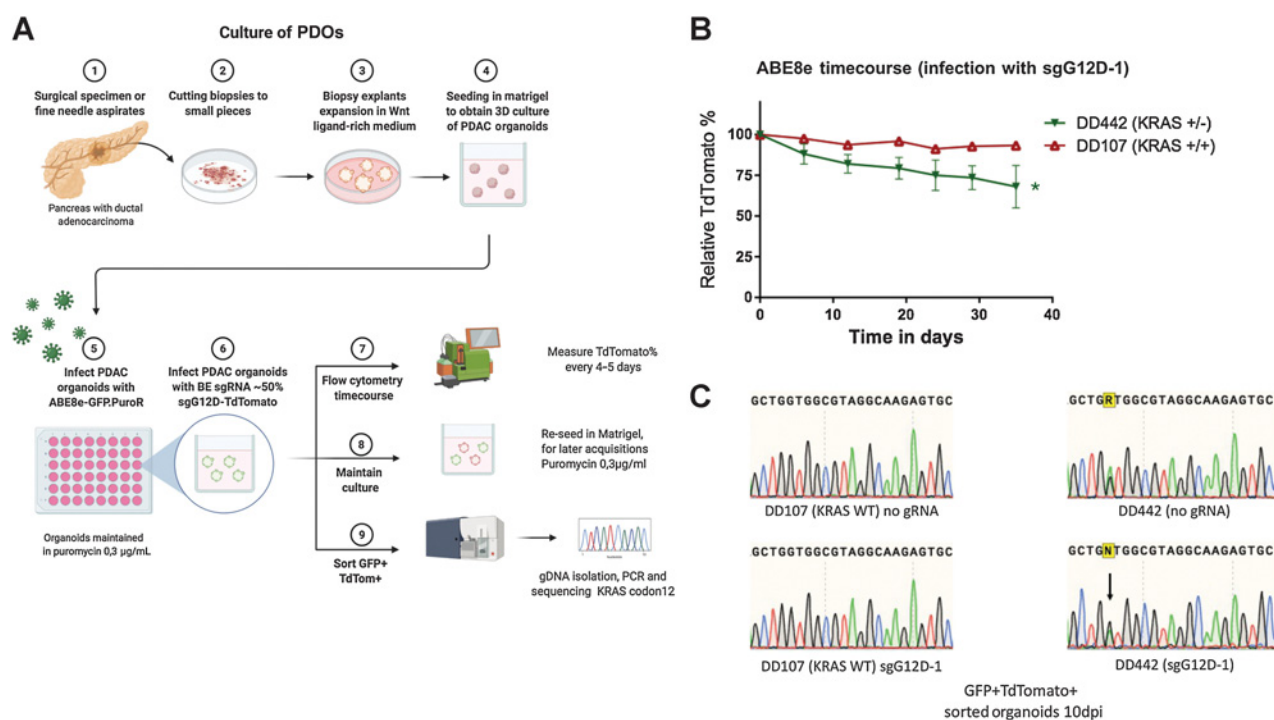 A
Culture of PDOs
1
Surgical specimen or
fine needle aspirates
Pancreas with ductal
adenocarcinoma
2
Cutting biopsies to
small pieces
3
Biopsy explants
expansion in Wnt
ligand-rich medium
4
Seeding in matrigel
to obtain 3D culture
of PDAC organoids
5
Infect PDAC
organoids with
ABE8e-GFP.PuroR
Organoids maintained
in puromycin 0,3 µg/mL
6
Infect PDAC organoids
with BE sgRNA ~50%
sgG12D-TdTomato
7
Flow cytometry
timecourse
Measure TdTomato%
every 4–5 days
8
Maintain
culture
Re-seed in Matrigel,
for later acquisitions
Puromycin 0,3µg/ml
9
Sort GFP+
TdTom+
gDNA isolation, PCR and
sequencing KRAS codon12
B
ABE8e timecourse (infection with sgG12D-1)
Relative TdTomato %
100
75
50
25
0
0
10
20
30
40
Time in days
DD442 (KRAS +/-)
DD107 (KRAS +/+)
*
C
GCTGGTGGCGTAGGCAAGAGTGC
DD107 (KRAS WT) no gRNA
GCTGRTGGCGTAGGCAAGAGTGC
DD442 (no gRNA)
GCTGGTGGCGTAGGCAAGAGTGC
DD107 (KRAS WT) sgG12D-1
GCTGNTGGCGTAGGCAAGAGTGC
DD442 (sgG12D-1)
GFP+TdTomato+
sorted organoids 10dpi